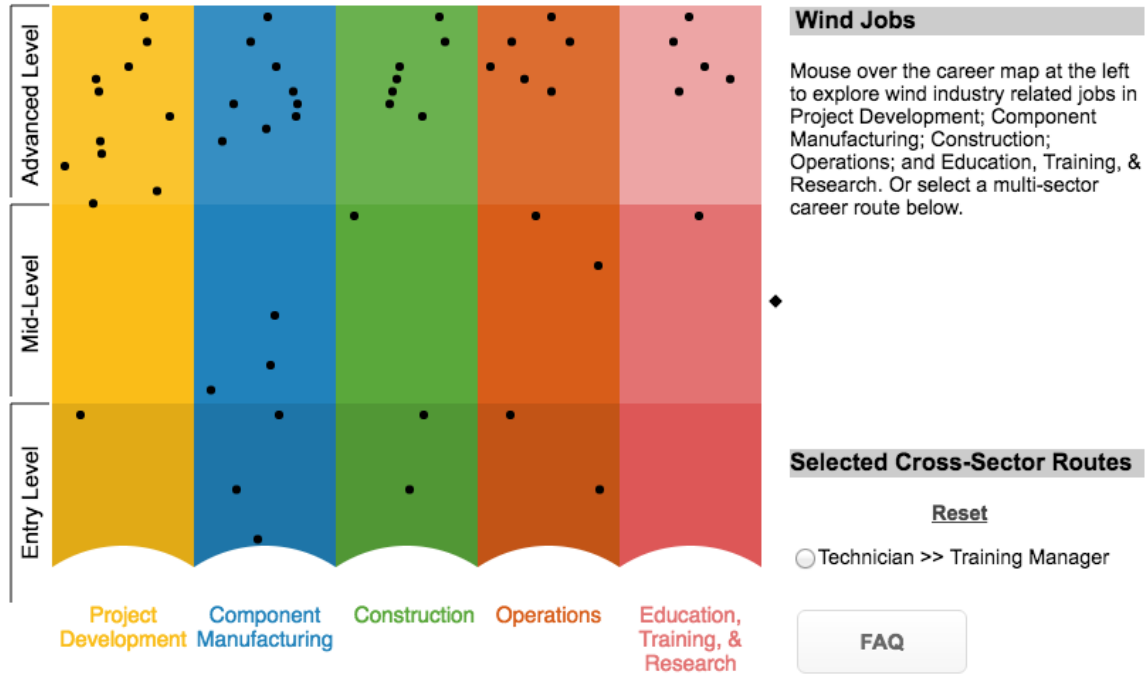 Advanced Level
Mid-Level
Entry Level
Project
Development
Component
Manufacturing
Construction
Operations
Education,
Training, &
Research
Wind Jobs
Mouse over the career map at the left
to explore wind industry related jobs in
Project Development; Component
Manufacturing; Construction;
Operations; and Education, Training, &
Research. Or select a multi-sector
career route below.
Selected Cross-Sector Routes
Reset
Technician >> Training Manager
FAQ